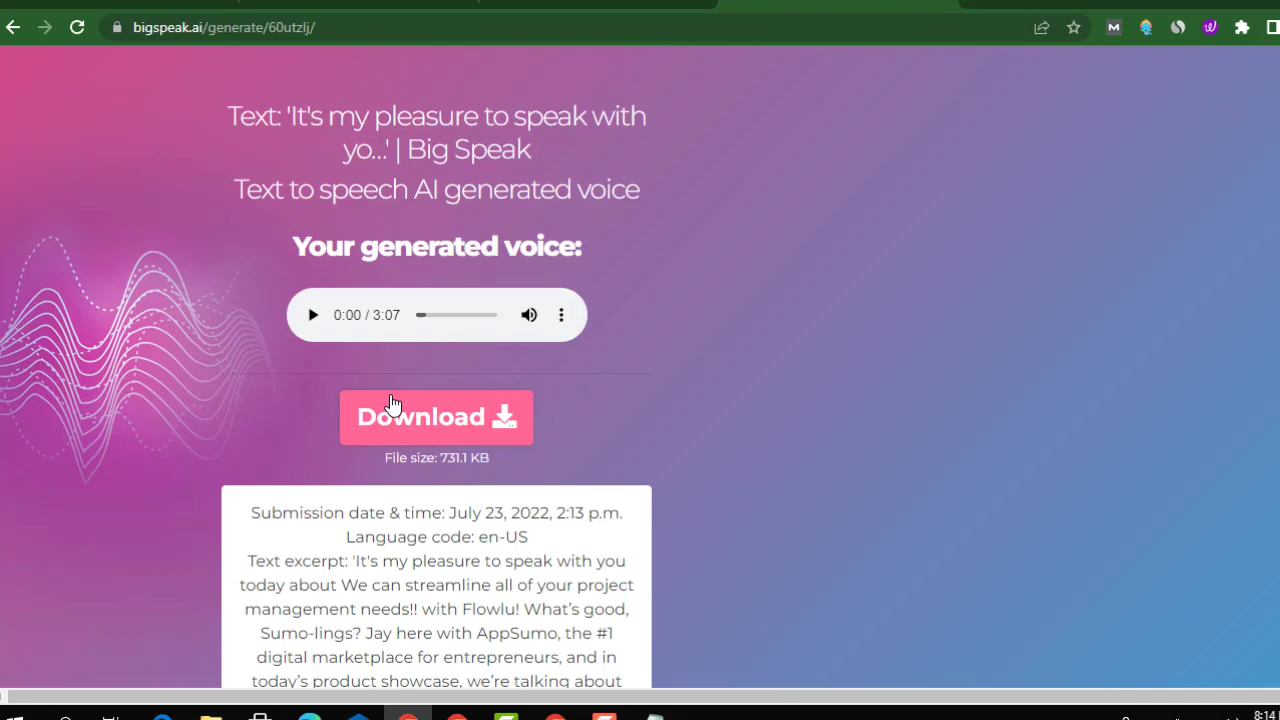 bigspeak.ai/generate/60utzlj/
Text: 'It's my pleasure to speak with
yo...' | Big Speak
Text to speech AI generated voice
Your generated voice:
0:00 / 3:07
Download
File size: 731.1 KB
Submission date & time: July 23, 2022, 2:13 p.m.
Language code: en-US
Text excerpt: 'It's my pleasure to speak with you
today about We can streamline all of your project
management needs!! with Flowlu! What's good,
Sumo-lings? Jay here with AppSumo, the #1
digital marketplace for entrepreneurs, and in
today's product showcase, we're talking about
8:14